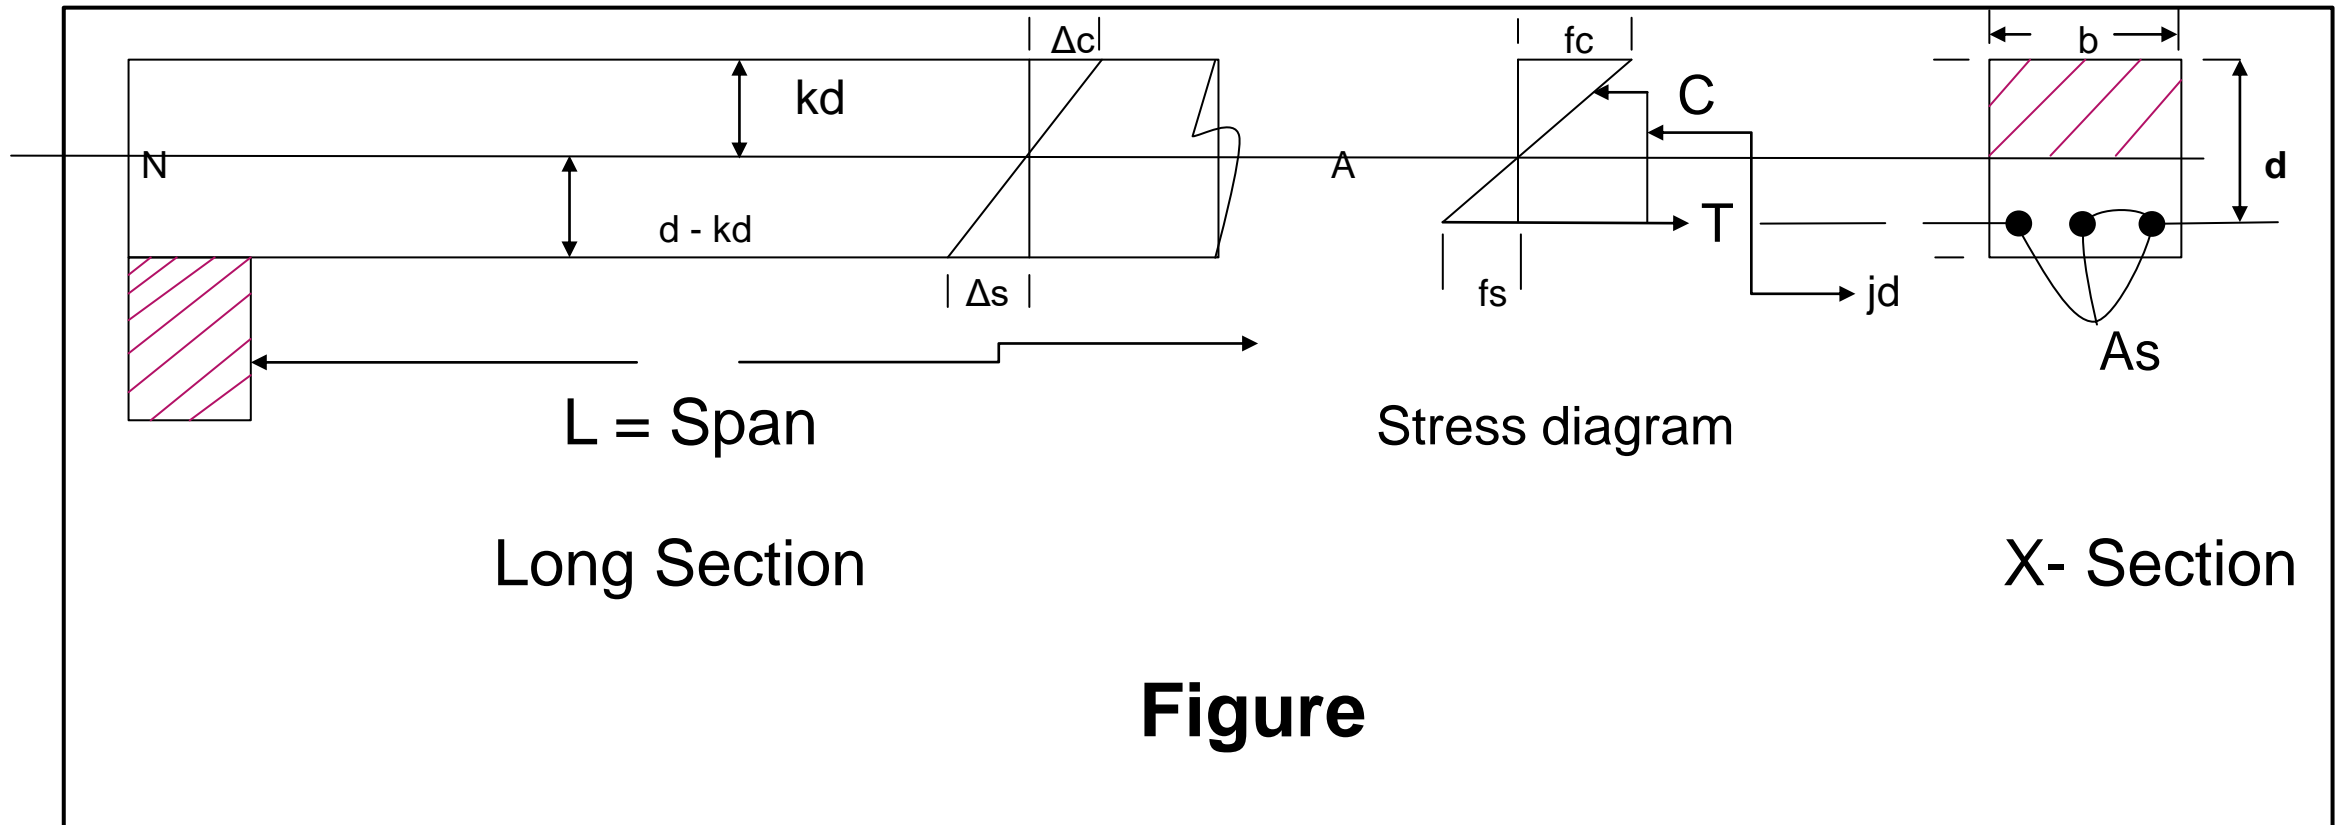 Δc fc b
kd C
N A d
d - kd T
Δs fs jd
As
L = Span Stress diagram
Long Section X- Section
Figure